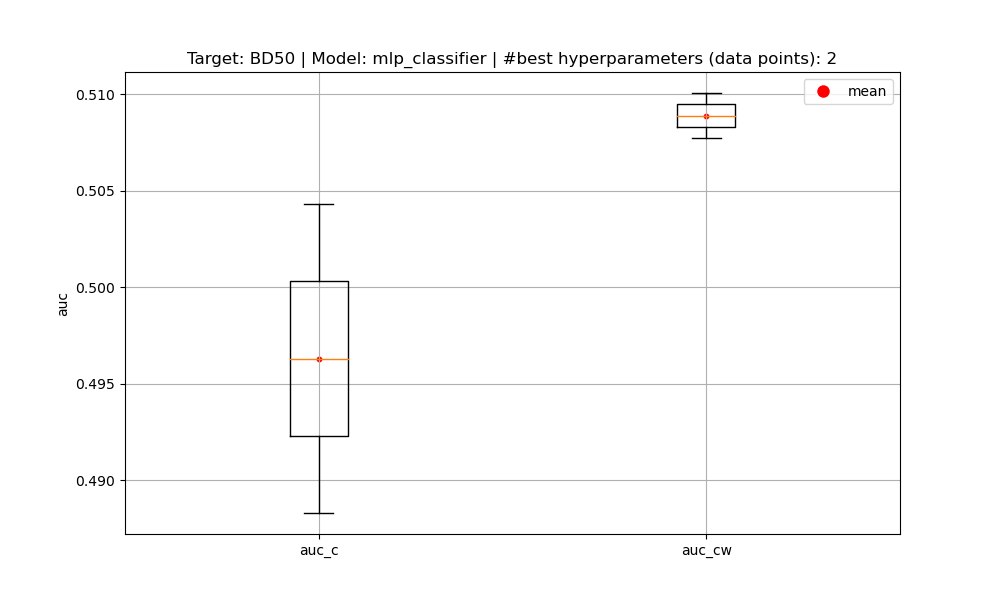 Target: BD50 | Model: mlp_classifier | #best hyperparameters (data points): 2
mean
0.510
0.505
0.500
0.495
0.490
auc
auc_c
auc_cw